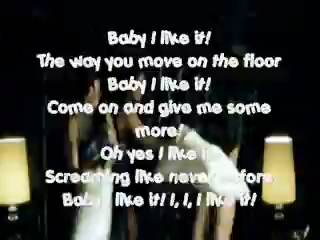 Baby I like it!
The way you move on the floor
Baby I like it!
Come on and give me some
more!
Oh yes I like i
Screaming like never before
Baby I like it! I, I, I like it!